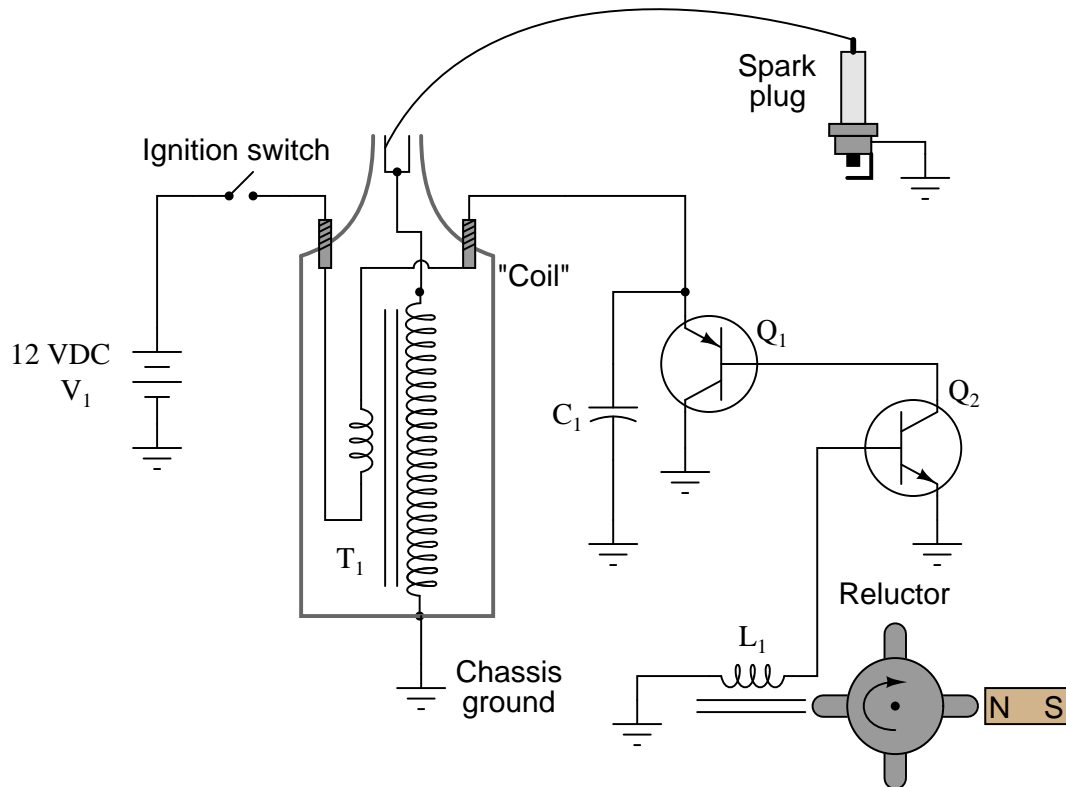 Spark
plug
Ignition switch
"Coil"
12 VDC
V1
C1
Q1
Q2
T1
Reluctor
L1
Chassis
ground
N S